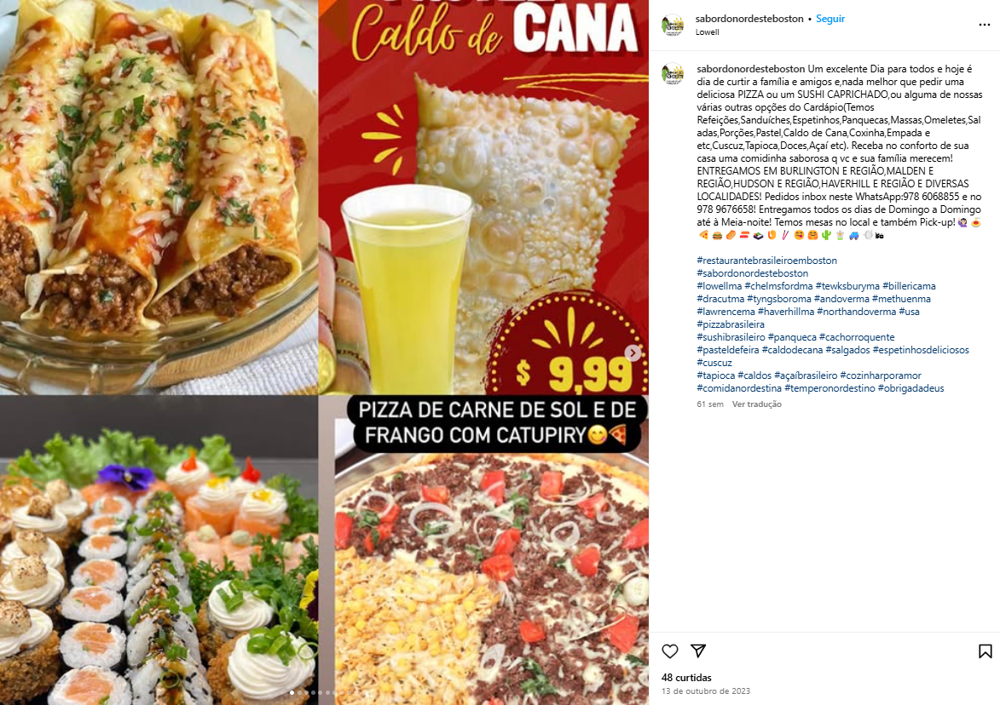 Caldo de CANA
$ 9,99
PIZZA DE CARNE DE SOL E DE
FRANGO COM CATUPIRY😋🍕
sabordonordesteboston • Seguir
Lowell
sabordonordesteboston Um excelente Dia para todos e hoje é
dia de curtir a família e amigos e,nada melhor que pedir uma
deliciosa PIZZA ou um SUSHI CAPRICHADO,ou alguma de nossas
várias outras opções do Cardápio(Temos
Refeições,Sanduíches,Espetinhos,Panquecas,Massas,Omeletes,Sal
adas,Porções,Pastel,Caldo de Cana,Coxinha,Empada e
etc,Cuscuz,Tapioca,Doces,Açaí etc). Receba no conforto de sua
casa uma comidinha saborosa q vc e sua família merecem!
ENTREGAMOS EM BURLINGTON E REGIÃO,MALDEN E
REGIÃO,HUDSON E REGIÃO,HAVERHILL E REGIÃO E DIVERSAS
LOCALIDADES! Pedidos inbox neste WhatsApp:978 6068855 e no
978 9676658! Entregamos todos os dias de Domingo a Domingo
até à Meia-noite! Temos mesas no local e também Pick-up!
#restaurantebrasileiroemboston
#sabordonordesteboston
#lowellma #chelmsfordma #tewksburyma #billericama
#dracutma #tyngsboroma #andoverma #methuenma
#lawrencema #haverhillma #northandoverma #usa
#pizzabrasileira
#sushibrasileiro #panqueca #cachorroquente
#pasteldefeira #caldodecana #salgados #espetinhosdeliciosos
#cuscuz
#tapioca #caldos #açaíbrasileiro #cozinharporamor
#comidanordestina #temperonordestino #obrigadadeus
61 sem Ver tradução
48 curtidas
13 de outubro de 2023